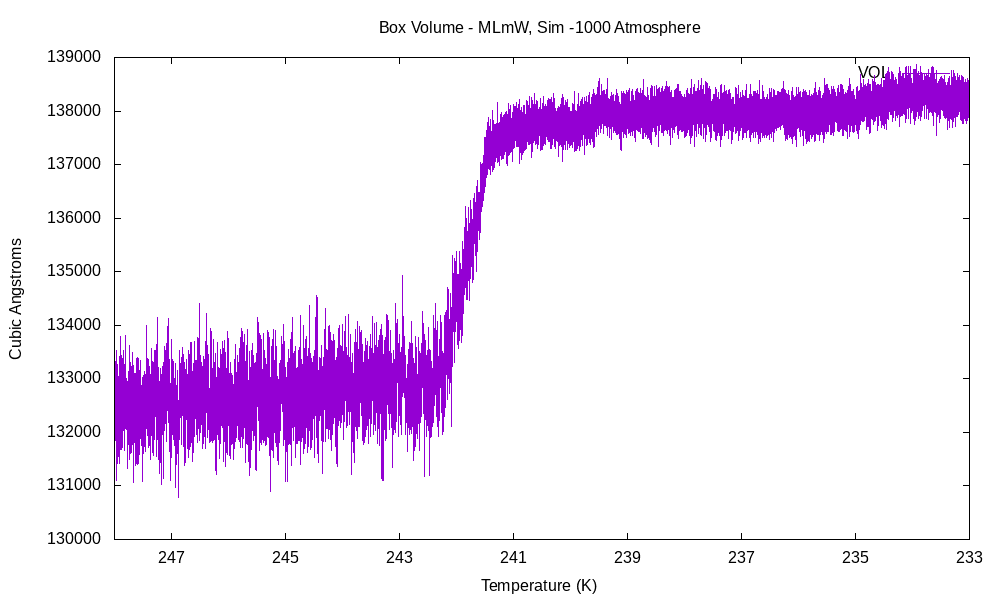 Box Volume - MLmW, Sim -1000 Atmosphere
139000
138000
137000
136000
135000
134000
133000
132000
131000
130000
Cubic Angstroms
VOL
247 245 243 241 239 237 235 233
Temperature (K)